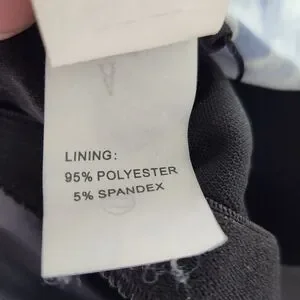 LINING:
95% POLYESTER
5% SPANDEX